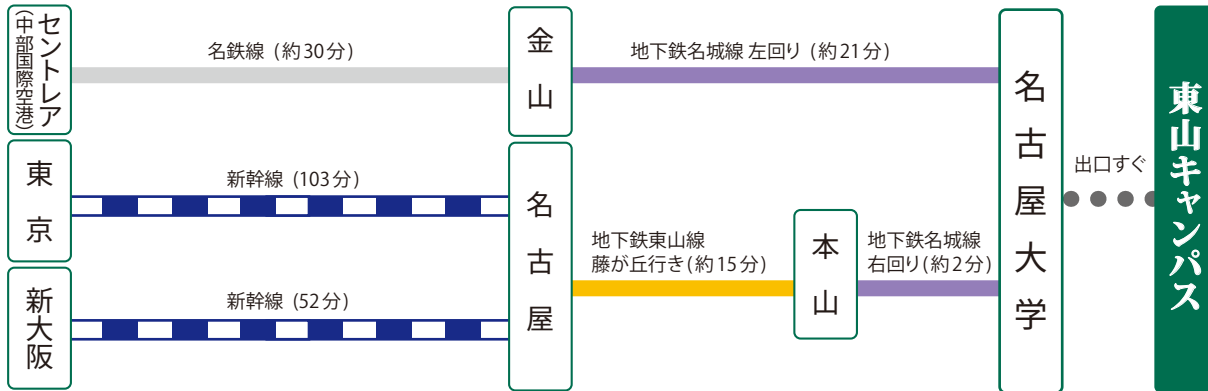 セントレア
(中部国際空港)
名鉄線 (約30分)
金山
地下鉄名城線 左回り (約21分)
東京
新幹線 (103分)
新大阪
新幹線 (52分)
名古屋
地下鉄東山線
藤が丘行き(約15分)
本山
地下鉄名城線
右回り(約2分)
名古屋大学
出口すぐ
東山キャンパス